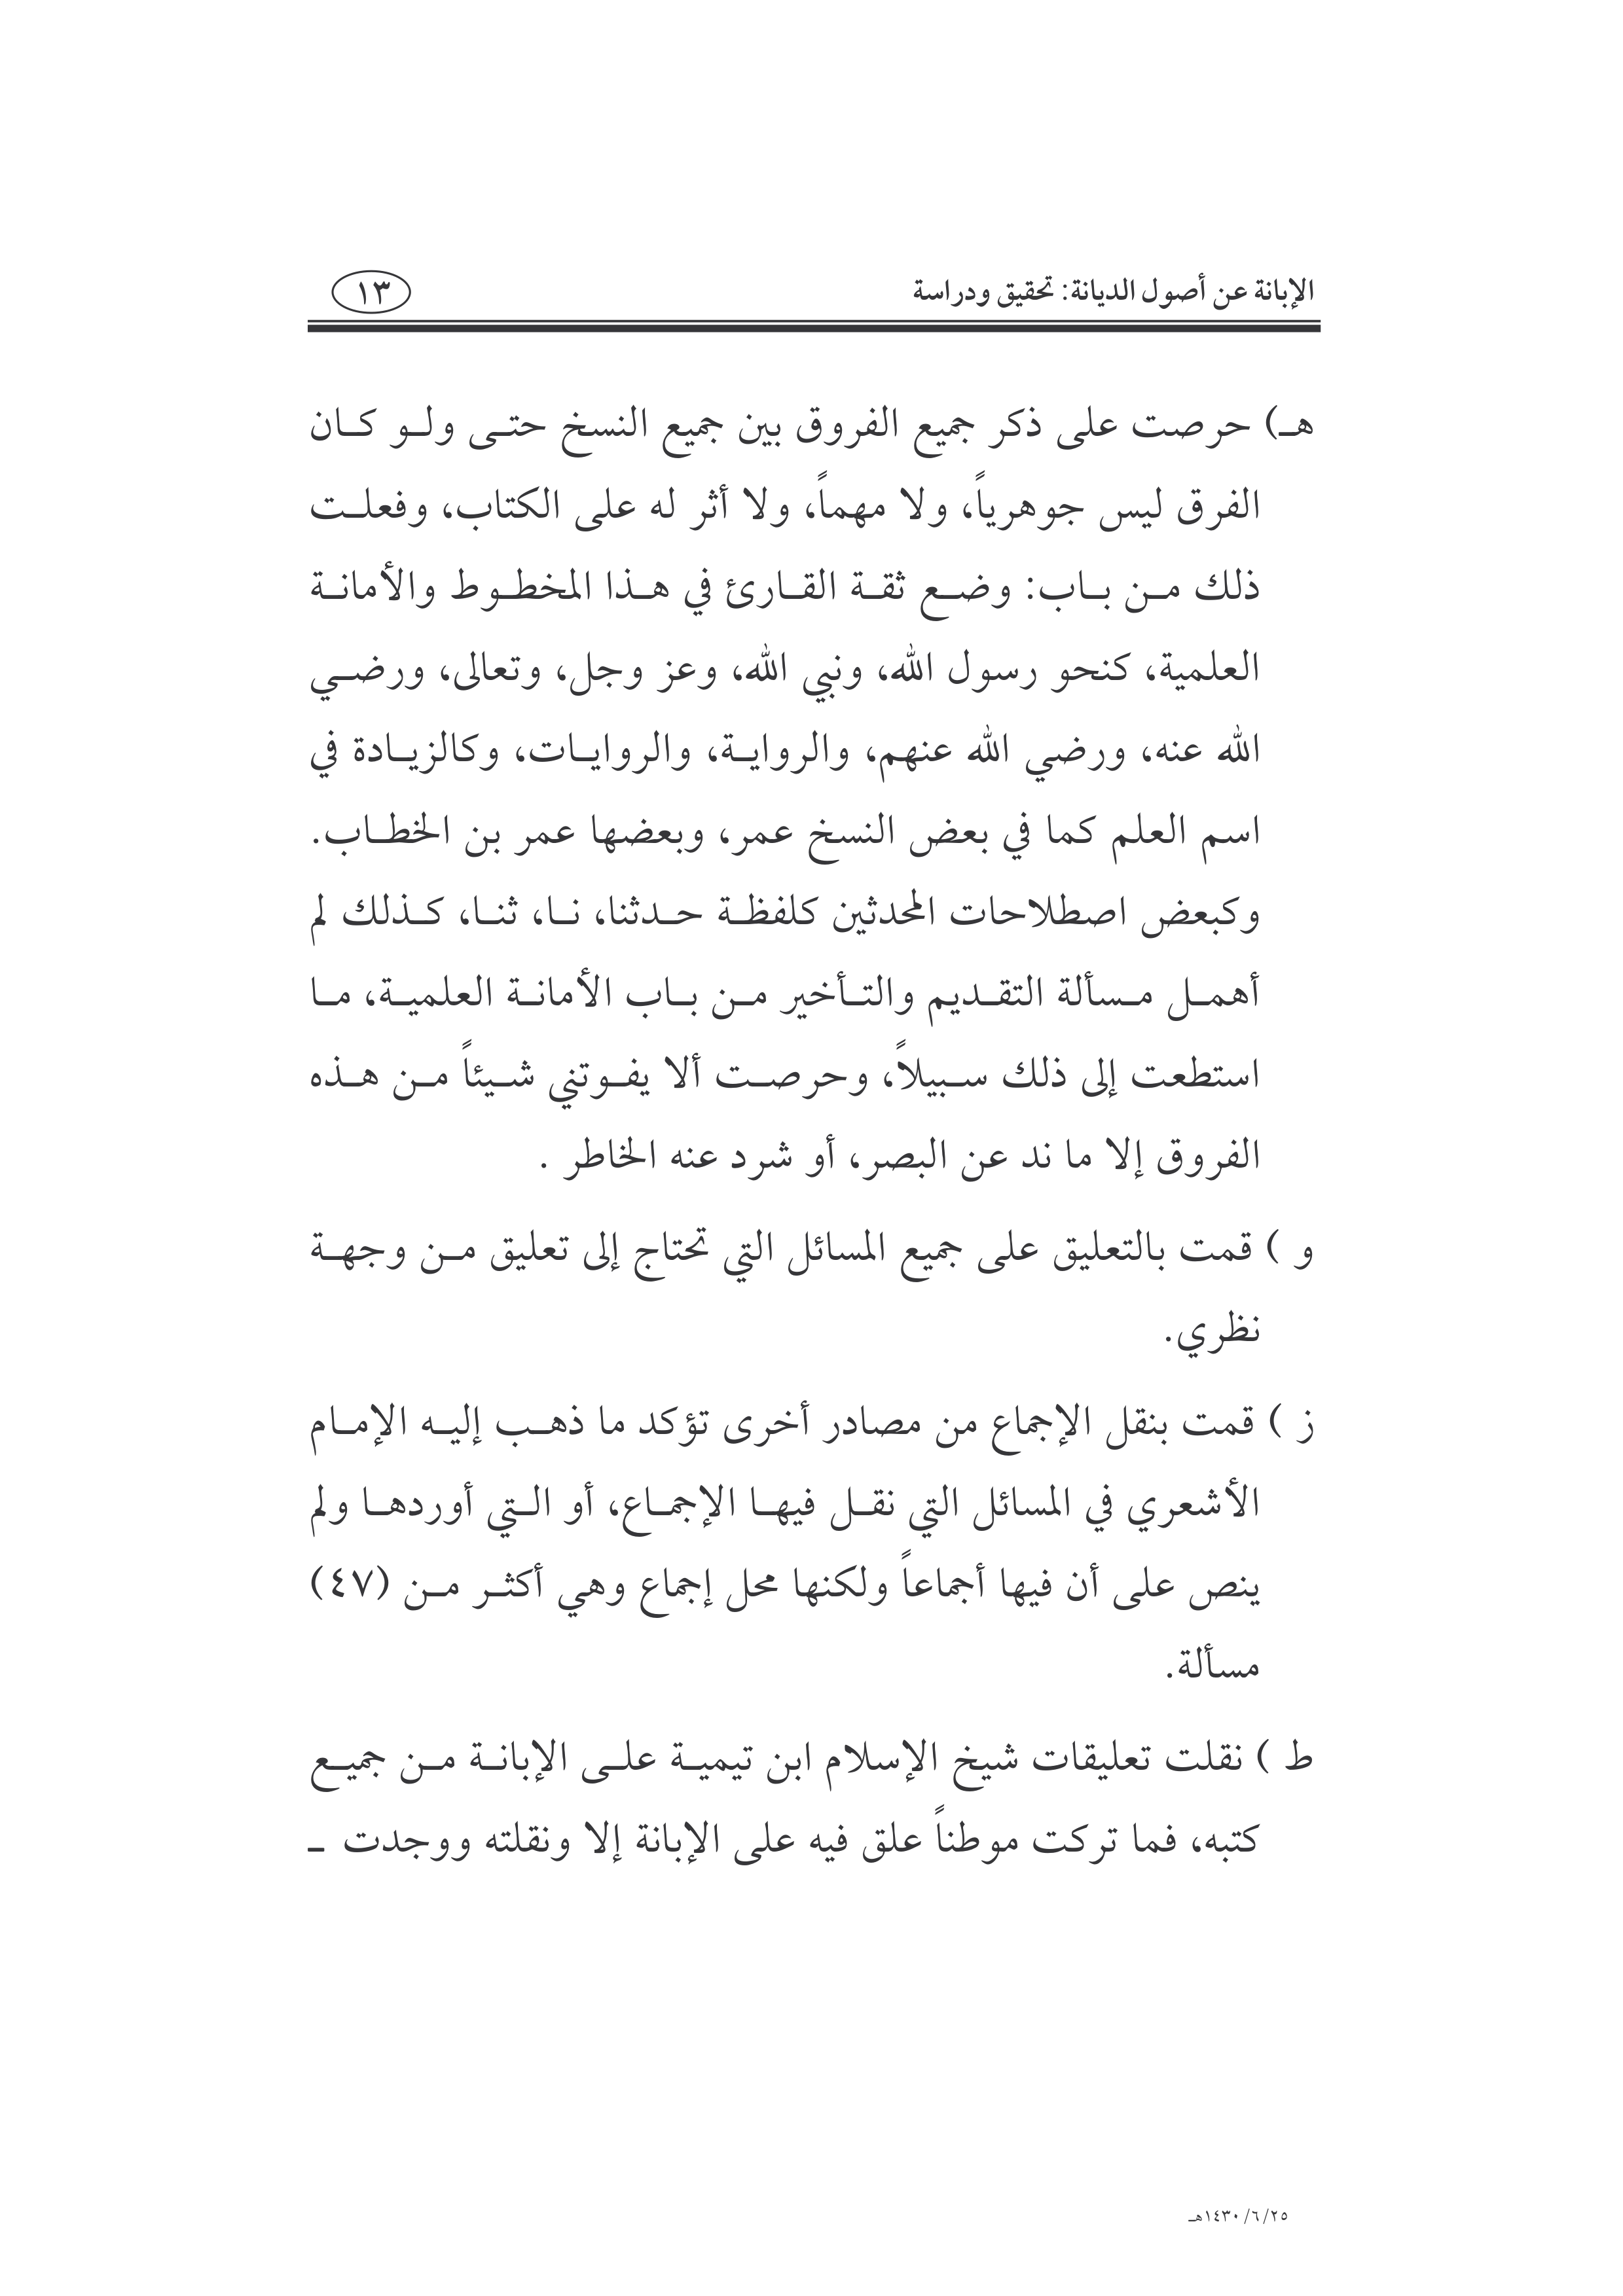 الإبانة عن أصول الديانة: تحقيق ودراسة
١٣
هـ) حرصت على ذكر جميع الفروق بين جميع النسخ حتى ولو كان
الفرق ليس جوهرياً، ولا مهماً، ولا أثر له على الكتاب، وفعلت
ذلك من باب: وضع ثقة القارئ في هذا المخطوط والأمانة
العلمية، كنحو رسول الله، ونبي الله، وعز وجل، وتعالى، ورضي
الله عنه، ورضي الله عنهم، والرواية، والروايات، وكالزيادة في
اسم العلم كما في بعض النسخ عمر، وبعضها عمر بن الخطاب.
وكبعض اصطلاحات المحدثين كلفظة حدثنا، نا، ثنا، كذلك لم
أهمل مسألة التقديم والتأخير من باب الأمانة العلمية، ما
استطعت إلى ذلك سبيلاً، وحرصت ألا يفوتني شيئاً من هذه
الفروق إلا ما ند عن البصر، أو شرد عنه الخاطر .
و ) قمت بالتعليق على جميع المسائل التي تحتاج إلى تعليق من وجهة
نظري.
ز ) قمت بنقل الإجماع من مصادر أخرى تؤكد ما ذهب إليه الإمام
الأشعري في المسائل التي نقل فيها الإجماع، أو التي أوردها ولم
ينص على أن فيها أجماعاً ولكنها محل إجماع وهي أكثر من (٤٧)
مسألة.
ط ) نقلت تعليقات شيخ الإسلام ابن تيمية على الإبانة من جميع
كتبه، فما تركت موطناً علق فيه على الإبانة إلا ونقلته ووجدت ـ
٢٥/ ٦/ ١٤٣٠هـ